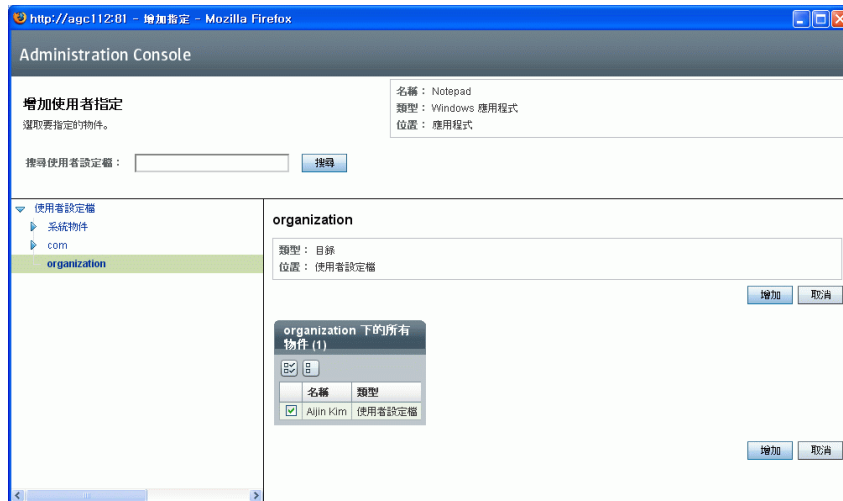 http://agc112:81 - 增加指定 - Mozilla Firefox
Administration Console
增加使用者指定
選取要指定的物件。
名稱： Notepad
類型： Windows 應用程式
位置： 應用程式
搜尋使用者設定檔：
搜尋
使用者設定檔
系統物件
com
organization
organization
類型： 目錄
位置： 使用者設定檔
增加 取消
organization 下的所有
物件 (1)
名稱 類型
Aijin Kim 使用者設定檔
增加 取消